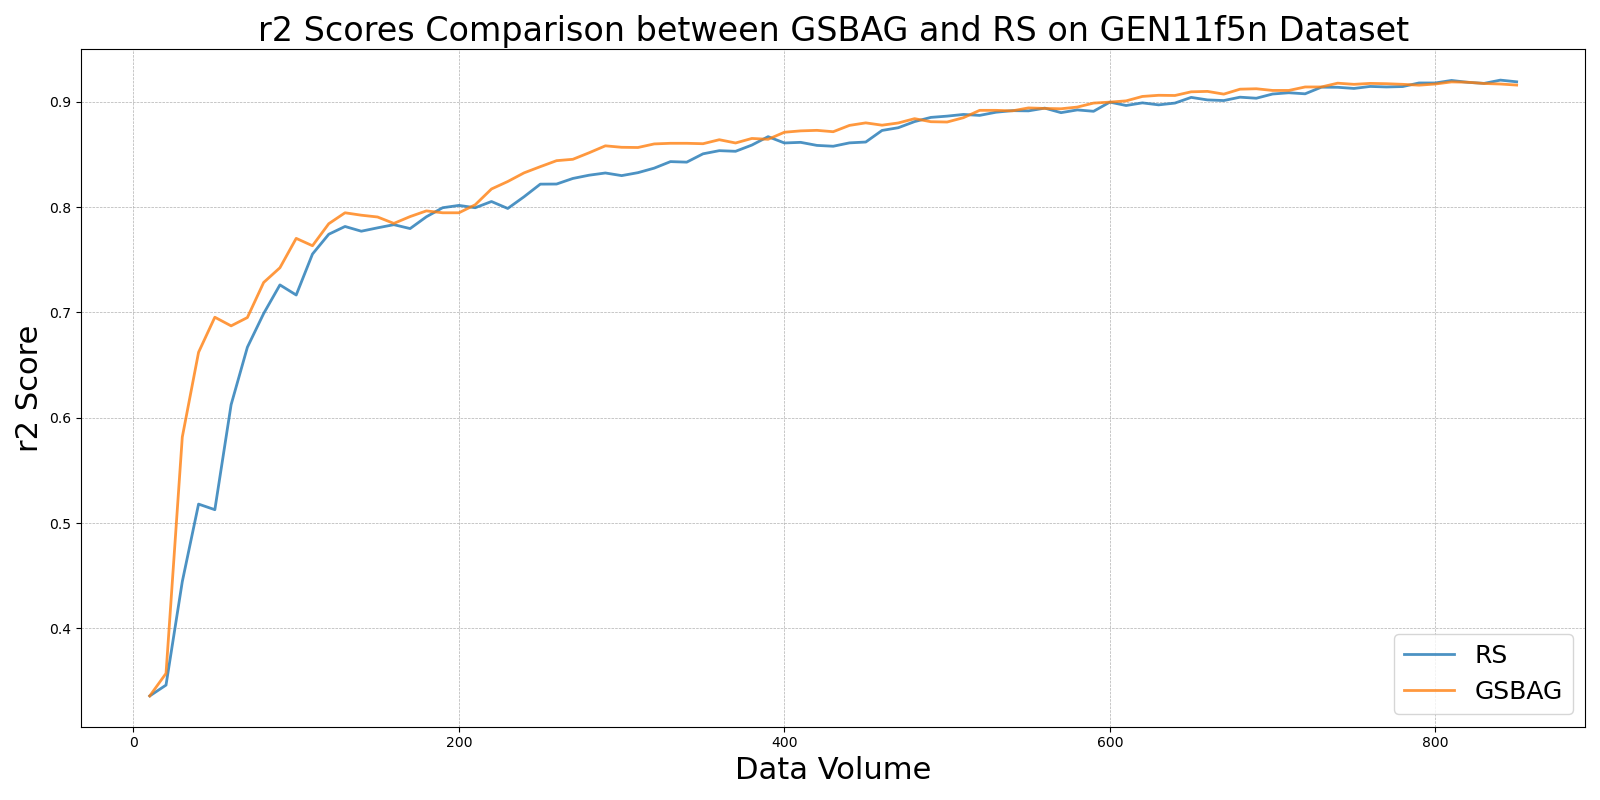 r2 Scores Comparison between GSBAG and RS on GEN11f5n Dataset
r2 Score
0.9
0.8
0.7
0.6
0.5
0.4
0
200
400
600
800
Data Volume
RS
GSBAG